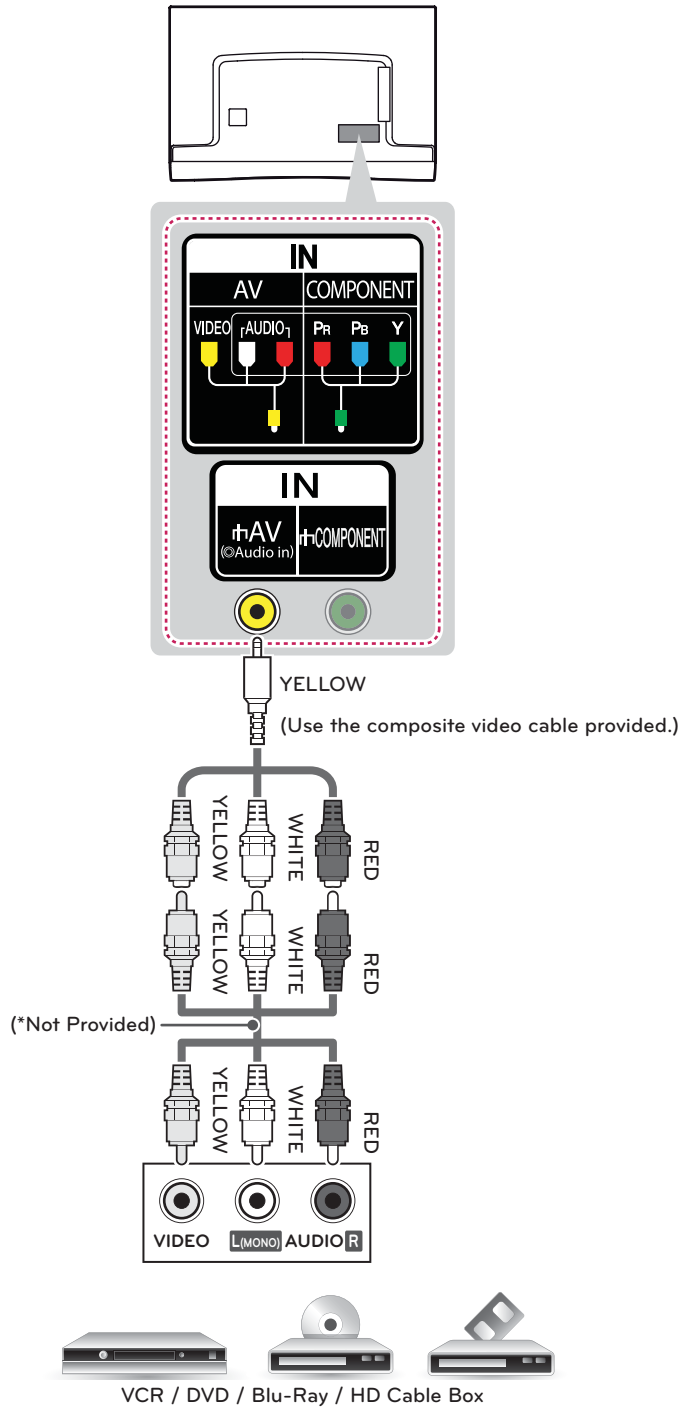 IN
AV COMPONENT
VIDEO AUDIO PR PB Y
IN
AV COMPONENT
(Audio in)
YELLOW
(Use the composite video cable provided.)
YELLOW WHITE RED
YELLOW WHITE RED
(*Not Provided)
YELLOW WHITE RED
VIDEO L(MONO) AUDIO R
VCR / DVD / Blu-Ray / HD Cable Box